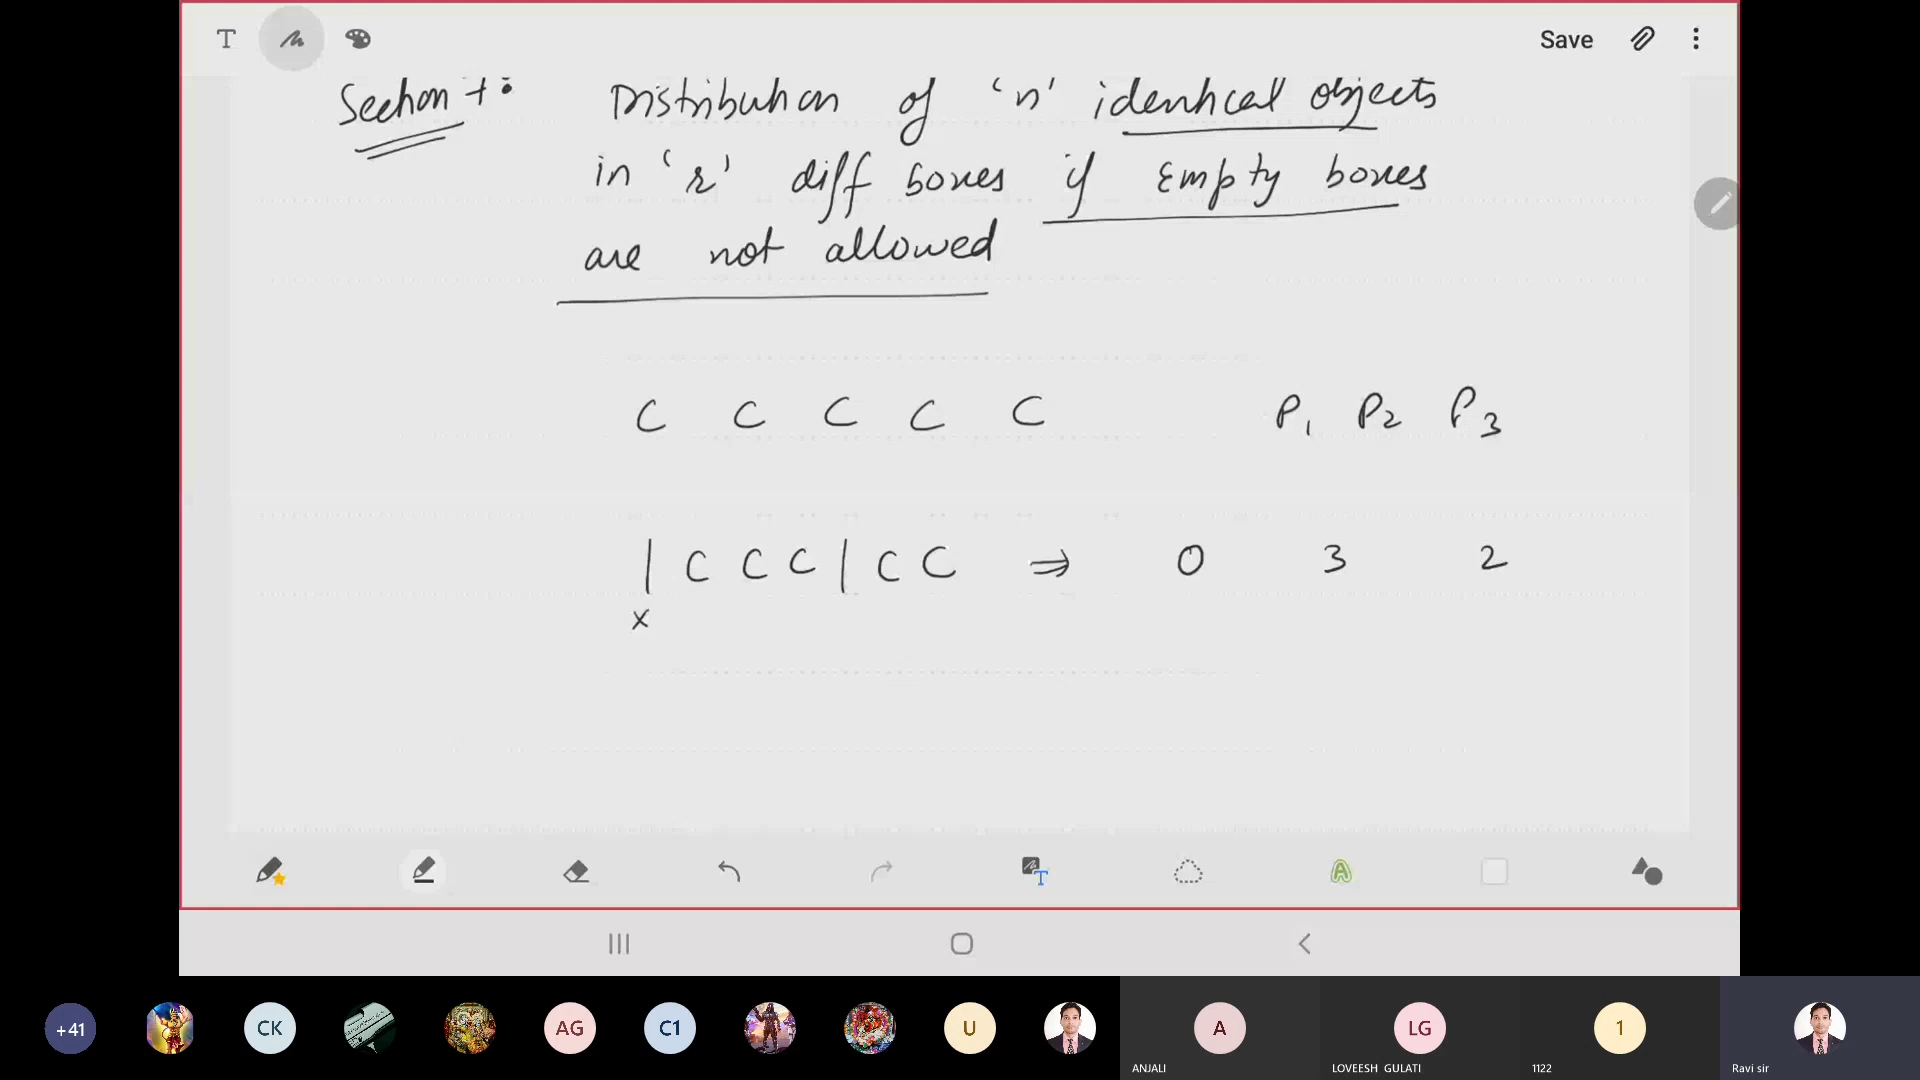 T Save
Section +: Distribution of 'n' identical objects
in 'r' diff boxes if Empty boxes
are not allowed
C C C C C P1 P2 P3
| C C C | C C ⇒ 0 3 2
x
T A
+41 CK AG C1 U A LG 1
ANJALI LOVEESH GULATI 1122 Ravi sir